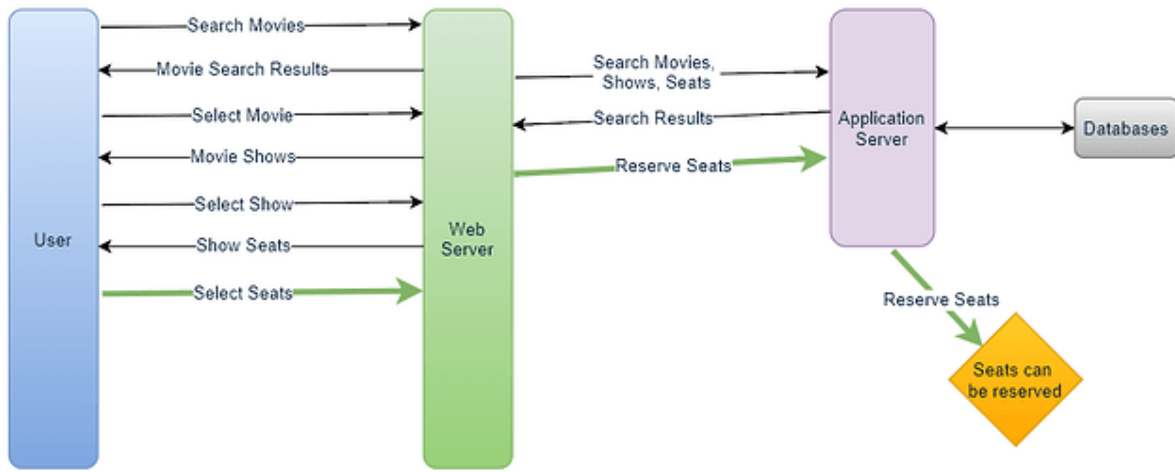 Search Movies
Movie Search Results
Select Movie
Movie Shows
Select Show
Show Seats
Select Seats
User
Web
Server
Search Movies,
Shows, Seats
Search Results
Reserve Seats
Application
Server
Databases
Reserve Seats
Seats can
be reserved